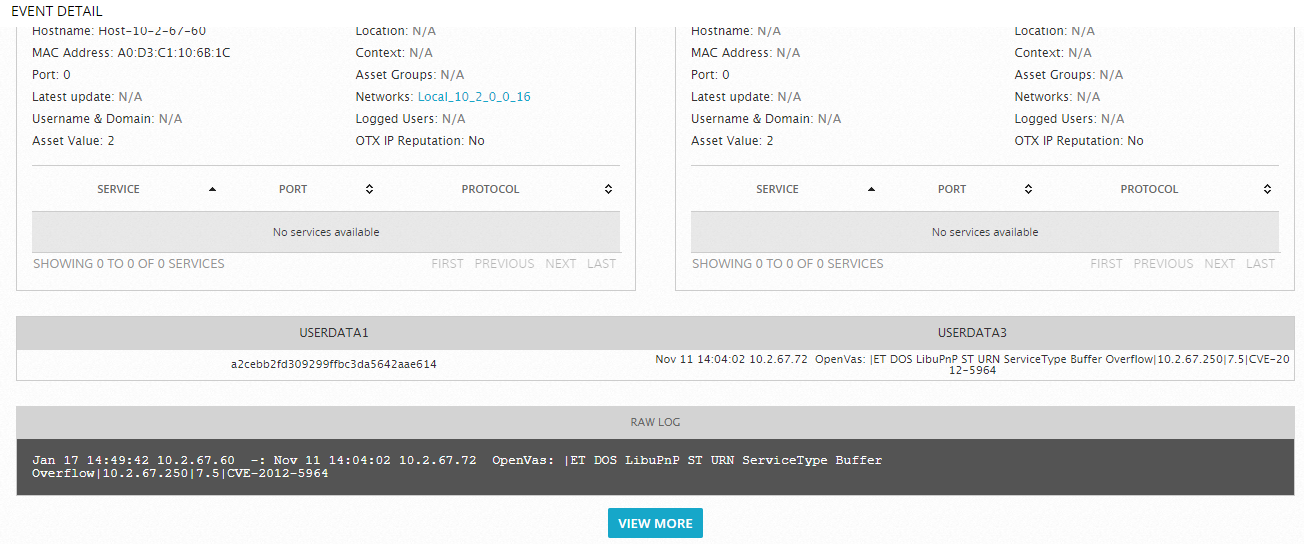 EVENT DETAIL
Hostname: Host-10-2-67-60
Location: N/A
MAC Address: A0:D3:C1:10:6B:1C
Context: N/A
Port: 0
Asset Groups: N/A
Latest update: N/A
Networks: Local_10_2_0_0_16
Username & Domain: N/A
Logged Users: N/A
Asset Value: 2
OTX IP Reputation: No
SERVICE PORT PROTOCOL
No services available
SHOWING 0 TO 0 OF 0 SERVICES
FIRST PREVIOUS NEXT LAST
Hostname: N/A
Location: N/A
MAC Address: N/A
Context: N/A
Port: 0
Asset Groups: N/A
Latest update: N/A
Networks: N/A
Username & Domain: N/A
Logged Users: N/A
Asset Value: 2
OTX IP Reputation: No
SERVICE PORT PROTOCOL
No services available
SHOWING 0 TO 0 OF 0 SERVICES
FIRST PREVIOUS NEXT LAST
USERDATA1
USERDATA3
a2cebb2fd309299ffbc3da5642aae614
Nov 11 14:04:02 10.2.67.72 OpenVas: |ET DOS LibuPnP ST URN ServiceType Buffer Overflow|10.2.67.250|7.5|CVE-20
12-5964
RAW LOG
Jan 17 14:49:42 10.2.67.60 -: Nov 11 14:04:02 10.2.67.72 OpenVas: |ET DOS LibuPnP ST URN ServiceType Buffer
Overflow|10.2.67.250|7.5|CVE-2012-5964
VIEW MORE